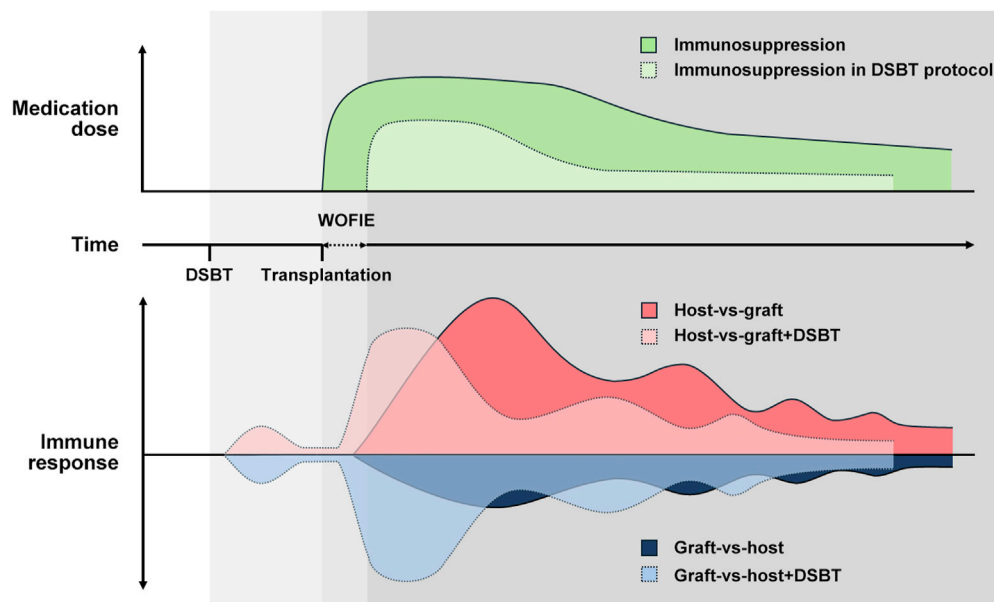 Immunosuppression
Immunosuppression in DSBT protocol
Medication
dose
WOFIE
Time
DSBT
Transplantation
Host-vs-graft
Host-vs-graft+DSBT
Immune
response
Graft-vs-host
Graft-vs-host+DSBT